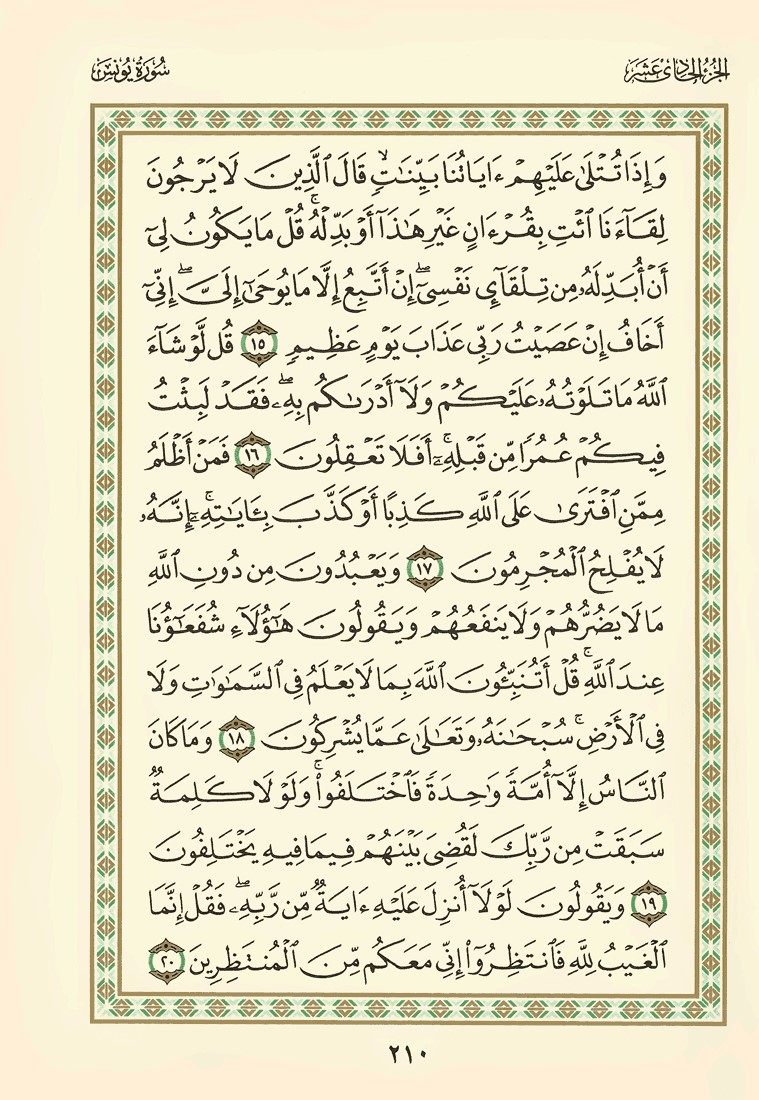 الجزء الحادي عشر
سورة يونس
وَإِذَا تُتْلَىٰ عَلَيْهِمْ ءَايَاتُنَا بَيِّنَٰتٍۙ قَالَ ٱلَّذِينَ لَا يَرْجُونَ
لِقَآءَنَا ٱئْتِ بِقُرْءَانٍ غَيْرِ هَٰذَآ أَوْ بَدِّلْهُۚ قُلْ مَا يَكُونُ لِىٓ
أَنْ أُبَدِّلَهُۥ مِن تِلْقَآئِ نَفْسِىٓۖ إِنْ أَتَّبِعُ إِلَّا مَا يُوحَىٰٓ إِلَىَّۖ إِنِّىٓ
أَخَافُ إِنْ عَصَيْتُ رَبِّى عَذَابَ يَوْمٍ عَظِيمٍ ١٥ قُل لَّوْ شَآءَ
ٱللَّهُ مَا تَلَوْتُهُۥ عَلَيْكُمْ وَلَآ أَدْرَىٰكُم بِهِۦۖ فَقَدْ لَبِثْتُ
فِيكُمْ عُمُرًا مِّن قَبْلِهِۦٓۚ أَفَلَا تَعْقِلُونَ ١٦ فَمَنْ أَظْلَمُ
مِمَّنِ ٱفْتَرَىٰ عَلَى ٱللَّهِ كَذِبًا أَوْ كَذَّبَ بِـَٔايَٰتِهِۦٓۚ إِنَّهُۥ
لَا يُفْلِحُ ٱلْمُجْرِمُونَ ١٧ وَيَعْبُدُونَ مِن دُونِ ٱللَّهِ
مَا لَا يَضُرُّهُمْ وَلَا يَنفَعُهُمْ وَيَقُولُونَ هَٰٓؤُلَآءِ شُفَعَٰٓؤُنَا
عِندَ ٱللَّهِۚ قُلْ أَتُنَبِّـُٔونَ ٱللَّهَ بِمَا لَا يَعْلَمُ فِى ٱلسَّمَٰوَٰتِ وَلَا
فِى ٱلْأَرْضِۚ سُبْحَٰنَهُۥ وَتَعَٰلَىٰ عَمَّا يُشْرِكُونَ ١٨ وَمَا كَانَ
ٱلنَّاسُ إِلَّآ أُمَّةً وَٰحِدَةً فَٱخْتَلَفُوا۟ۚ وَلَوْلَا كَلِمَةٌ
سَبَقَتْ مِن رَّبِّكَ لَقُضِىَ بَيْنَهُمْ فِيمَا فِيهِ يَخْتَلِفُونَ
١٩ وَيَقُولُونَ لَوْلَآ أُنزِلَ عَلَيْهِ ءَايَةٌ مِّن رَّبِّهِۦۖ فَقُلْ إِنَّمَا
ٱلْغَيْبُ لِلَّهِ فَٱنتَظِرُوٓا۟ إِنِّى مَعَكُم مِّنَ ٱلْمُنتَظِرِينَ ٢٠
٢١٠